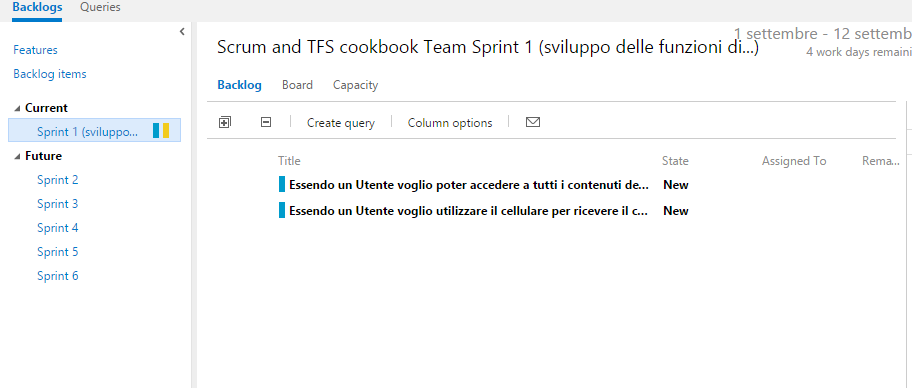 Backlogs Queries
Features
Backlog items
Current
Sprint 1 (sviluppo...
Future
Sprint 2
Sprint 3
Sprint 4
Sprint 5
Sprint 6
Scrum and TFS cookbook Team Sprint 1 (sviluppo delle funzioni di...)
1 settembre - 12 settemb
4 work days remaini
Backlog Board Capacity
Create query Column options
Title State Assigned To Rema...
Essendo un Utente voglio poter accedere a tutti i contenuti de... New
Essendo un Utente voglio utilizzare il cellulare per ricevere il c... New